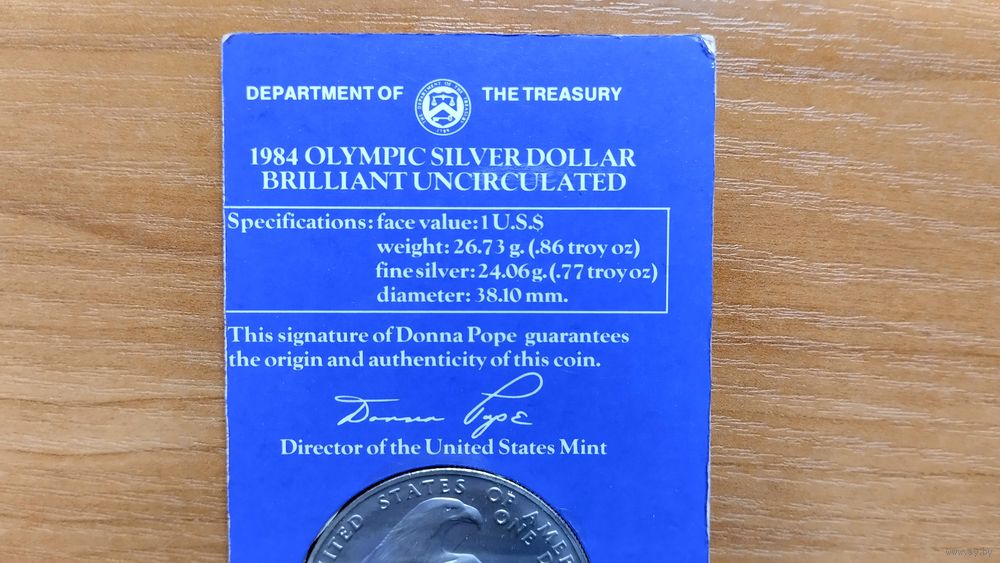 DEPARTMENT OF THE TREASURY
1984 OLYMPIC SILVER DOLLAR
BRILLIANT UNCIRCULATED
Specifications: face value: 1 U.S.$
weight: 26.73 g. (.86 troy oz)
fine silver: 24.06 g. (.77 troy oz)
diameter: 38.10 mm.
This signature of Donna Pope guarantees
the origin and authenticity of this coin.
Donna Pope
Director of the United States Mint
ITED STATES OF AMER
ONE D